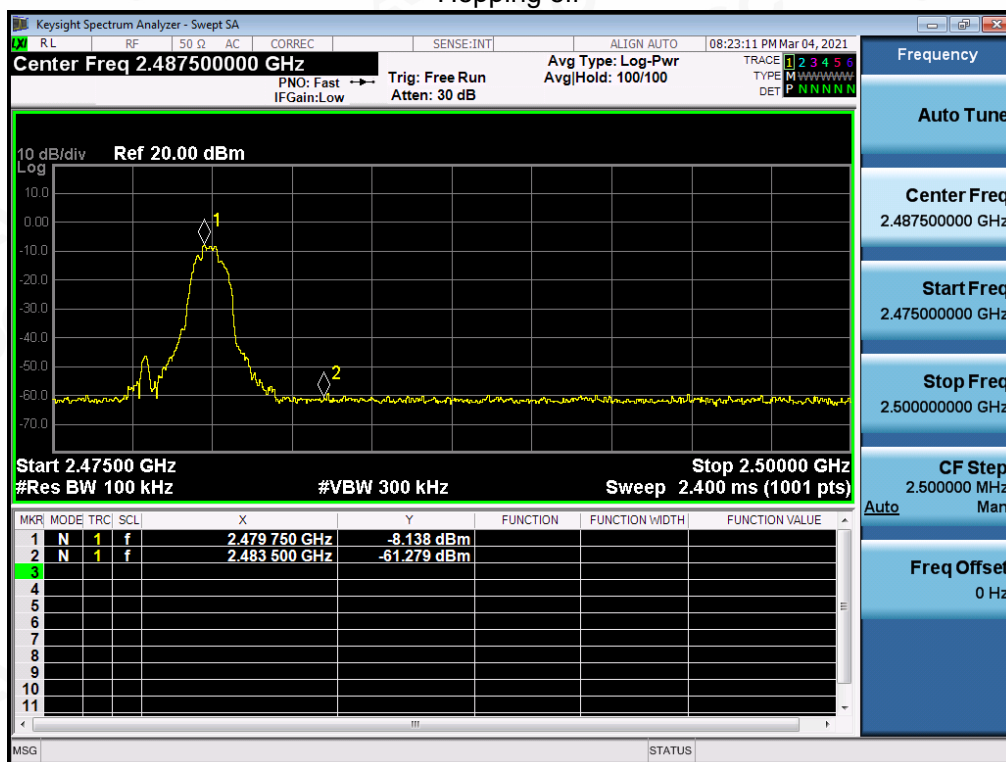 Hopping off
Keysight Spectrum Analyzer - Swept SA
LXI RL RF 50 Ω AC CORREC SENSE:INT ALIGN AUTO 08:23:11 PM Mar 04, 2021
Center Freq 2.487500000 GHz
PNO: Fast
IFGain:Low
Trig: Free Run
Atten: 30 dB
Avg Type: Log-Pwr
Avg|Hold: 100/100
TRACE 1 2 3 4 5 6
TYPE M WWWWW
DET P N N N N N
10 dB/div Ref 20.00 dBm
Log
10.0
0.00
-10.0
-20.0
-30.0
-40.0
-50.0
-60.0
-70.0
1
2
Start 2.47500 GHz Stop 2.50000 GHz
#Res BW 100 kHz #VBW 300 kHz Sweep 2.400 ms (1001 pts)
MKR MODE TRC SCL X Y FUNCTION FUNCTION WIDTH FUNCTION VALUE
1 N 1 f 2.479 750 GHz -8.138 dBm
2 N 1 f 2.483 500 GHz -61.279 dBm
3
4
5
6
7
8
9
10
11
MSG STATUS
Frequency
Auto Tune
Center Freq
2.487500000 GHz
Start Freq
2.475000000 GHz
Stop Freq
2.500000000 GHz
CF Step
2.500000 MHz
Auto Man
Freq Offset
0 Hz